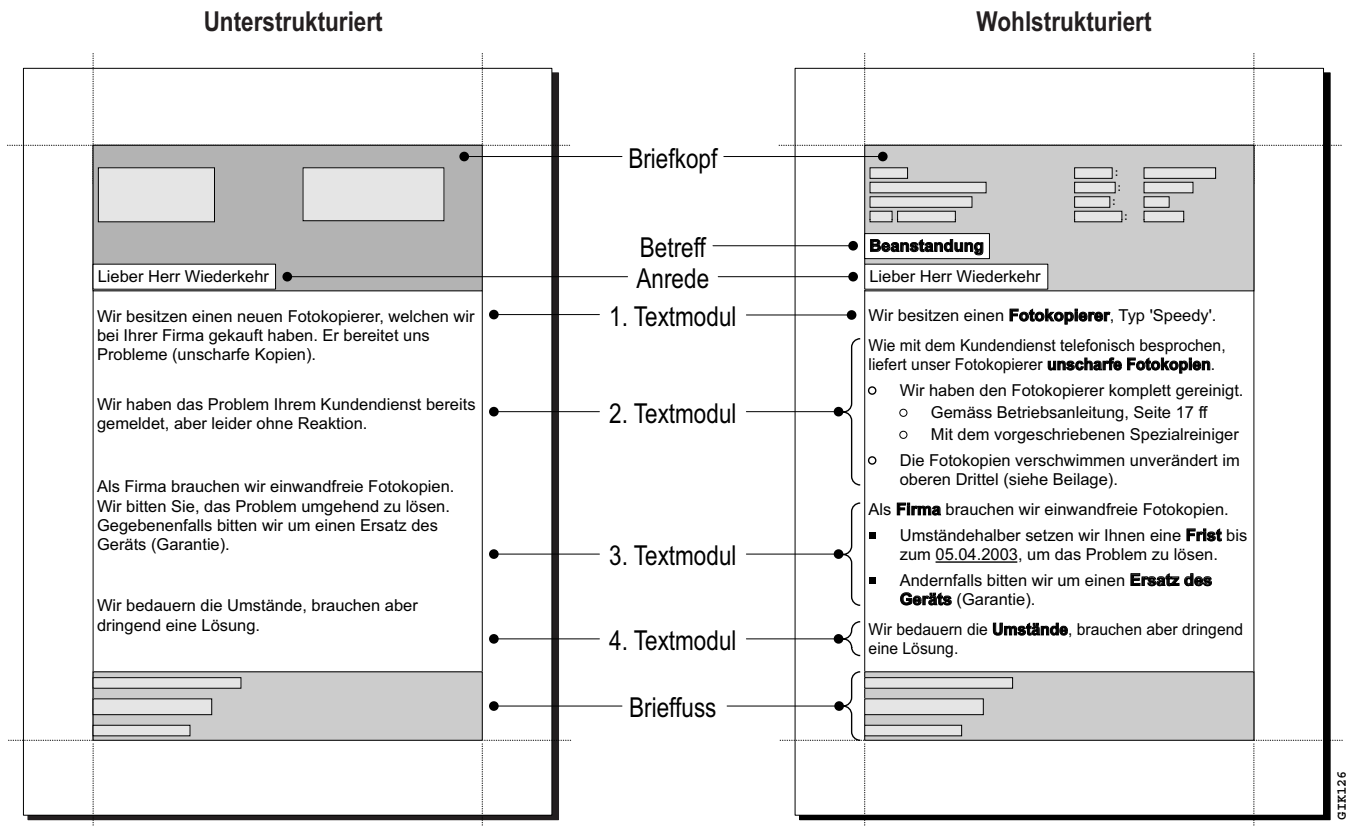 Unterstrukturiert
Lieber Herr Wiederkehr
Wir besitzen einen neuen Fotokopierer, welchen wir
bei Ihrer Firma gekauft haben. Er bereitet uns
Probleme (unscharfe Kopien).
Wir haben das Problem Ihrem Kundendienst bereits
gemeldet, aber leider ohne Reaktion.
Als Firma brauchen wir einwandfreie Fotokopien.
Wir bitten Sie, das Problem umgehend zu lösen.
Gegebenenfalls bitten wir um einen Ersatz des
Geräts (Garantie).
Wir bedauern die Umstände, brauchen aber
dringend eine Lösung.
Briefkopf
Betreff
Anrede
1. Textmodul
2. Textmodul
3. Textmodul
4. Textmodul
Brieffuss
Wohlstrukturiert
:
:
:
:
Beanstandung
Lieber Herr Wiederkehr
Wir besitzen einen Fotokopierer, Typ 'Speedy'.
Wie mit dem Kundendienst telefonisch besprochen,
liefert unser Fotokopierer unscharfe Fotokopien.
Wir haben den Fotokopierer komplett gereinigt.
Gemäss Betriebsanleitung, Seite 17 ff
Mit dem vorgeschriebenen Spezialreiniger
Die Fotokopien verschwimmen unverändert im
oberen Drittel (siehe Beilage).
Als Firma brauchen wir einwandfreie Fotokopien.
Umständehalber setzen wir Ihnen eine Frist bis
zum 05.04.2003, um das Problem zu lösen.
Andernfalls bitten wir um einen Ersatz des
Geräts (Garantie).
Wir bedauern die Umstände, brauchen aber dringend
eine Lösung.
GIK126